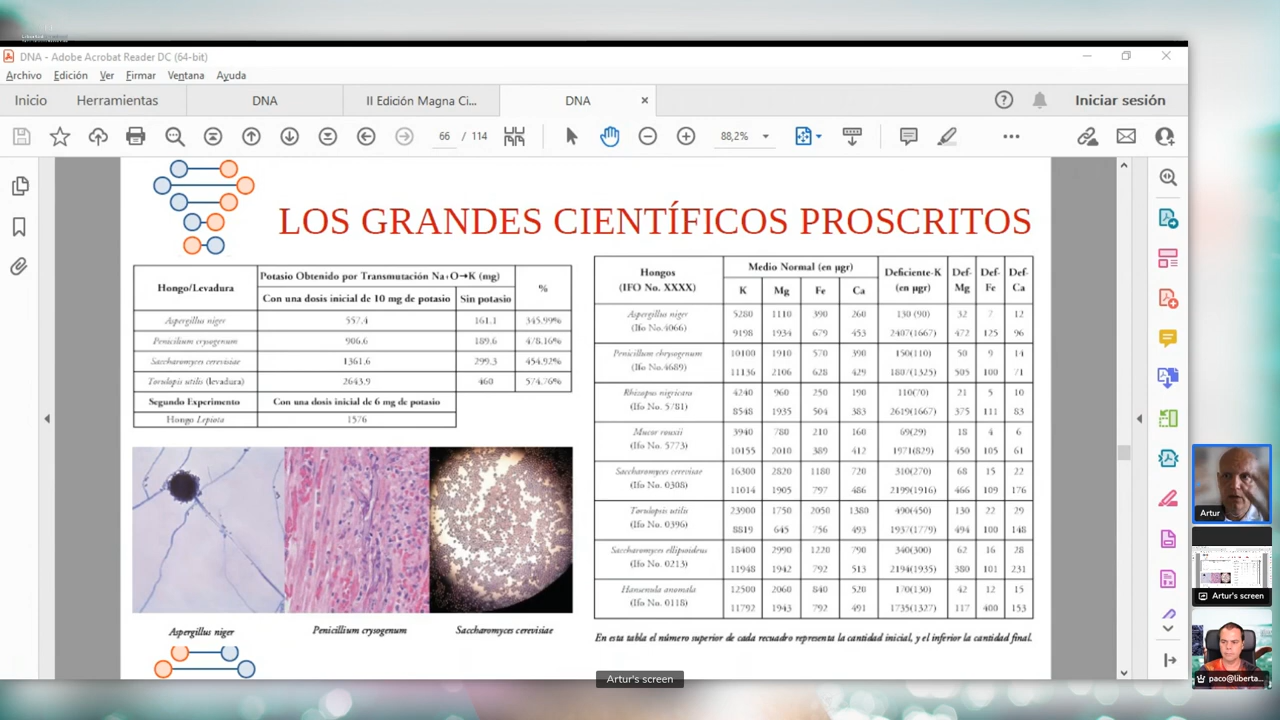 DNA - Adobe Acrobat Reader DC (64-bit)
Archivo Edición Ver Firmar Ventana Ayuda
Inicio Herramientas DNA II Edición Magna Ci... DNA × Iniciar sesión
66 / 114 88,2%
LOS GRANDES CIENTÍFICOS PROSCRITOS
Hongo/Levadura Potasio Obtenido por Transmutación Na+O→K (mg) %
Con una dosis inicial de 10 mg de potasio Sin potasio
Aspergillus niger 557.4 161.1 345.99%
Penicilium crysogenum 906.6 189.6 478.16%
Saccharomyces cerevisiae 1361.6 299.3 454.92%
Torulopis utilis (levadura) 2643.9 460 574.76%
Segundo Experimento Con una dosis inicial de 6 mg de potasio
Hongo Lepiota 1576
Aspergillus niger Penicillium crysogenum Saccharomyces cerevisiae
Hongos (IFO No. XXXX) Medio Normal (en µgr) Deficiente-K (en µgr) Def-Mg Def-Fe Def-Ca
K Mg Fe Ca
Aspergillus niger 5280 1110 390 260 130 (90) 32 7 12
(Ifo No.4066) 9198 1934 679 453 2407(1667) 472 125 96
Penicillum chrysogenum 10100 1910 570 390 150(110) 50 9 14
(Ifo No.4689) 11136 2106 628 429 1807(1325) 505 100 71
Rhizopus nigricans 4240 960 250 190 110(70) 21 5 10
(Ifo No. 5781) 8548 1935 504 383 2619(1667) 375 111 83
Mucor rouxii 3940 780 210 160 69(29) 18 4 6
(Ifo No. 5773) 10155 2010 389 412 1971(829) 450 105 61
Saccharomyces cerevisiae 16300 2820 1180 720 310(270) 68 15 22
(Ifo No. 0308) 11014 1905 797 486 2199(1916) 466 109 176
Torulopis utilis 23900 1750 2050 1380 490(450) 130 22 29
(Ifo No. 0396) 8819 645 756 493 1937(1779) 494 100 148
Saccharomyces ellipsoideus 18400 2990 1220 790 340(300) 62 16 28
(Ifo No. 0213) 11948 1942 792 513 2194(1935) 380 101 231
Hansenula anomala 12500 2060 840 520 170(130) 42 12 15
(Ifo No. 0118) 11792 1943 792 491 1735(1327) 117 400 153
En esta tabla el número superior de cada recuadro representa la cantidad inicial, y el inferior la cantidad final.
Artur
Artur's screen
paco@liberta...
Artur's screen